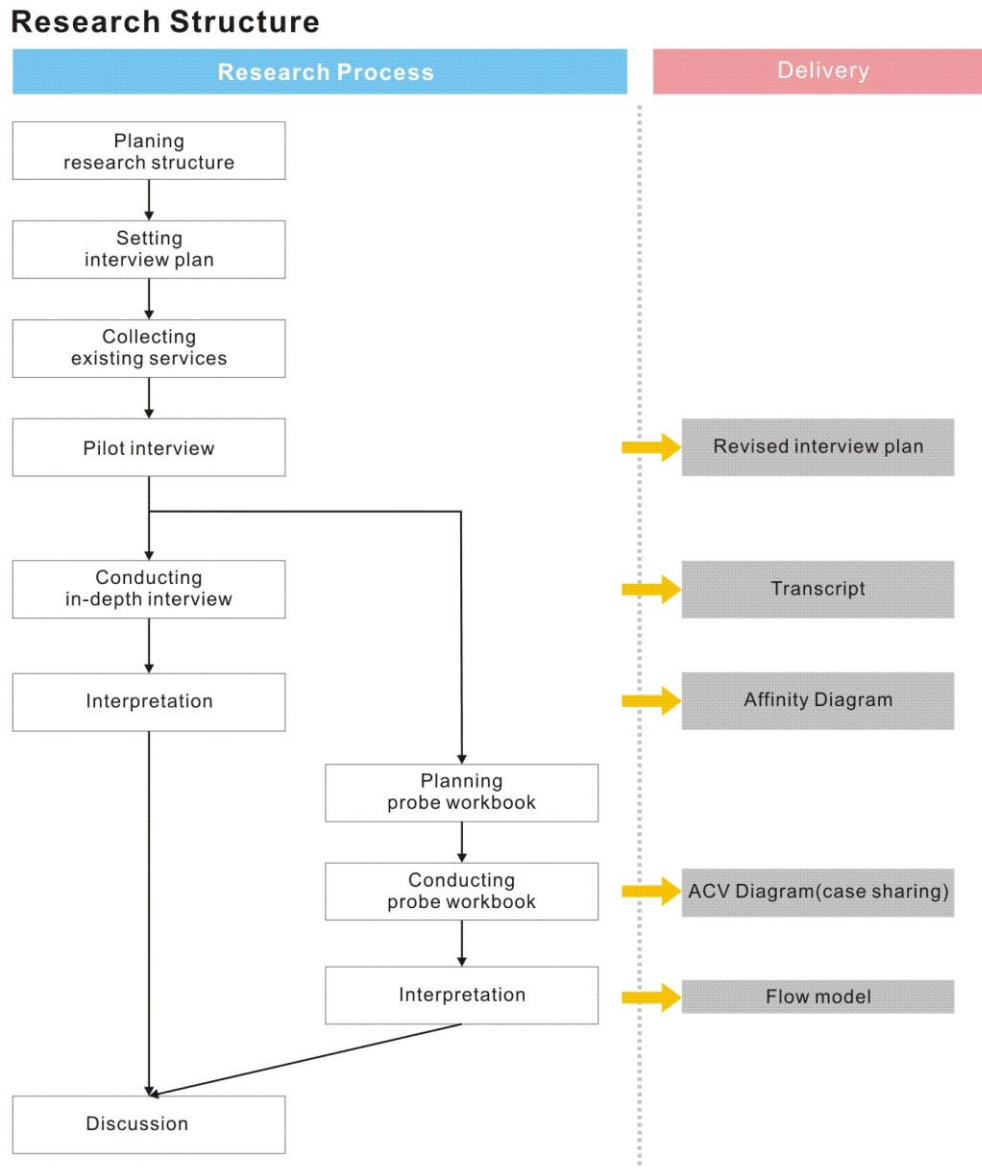 Research Structure
Research Process
Delivery
Planing
research structure
Setting
interview plan
Collecting
existing services
Pilot interview
Revised interview plan
Conducting
in-depth interview
Transcript
Interpretation
Affinity Diagram
Planning
probe workbook
Conducting
probe workbook
ACV Diagram(case sharing)
Interpretation
Flow model
Discussion